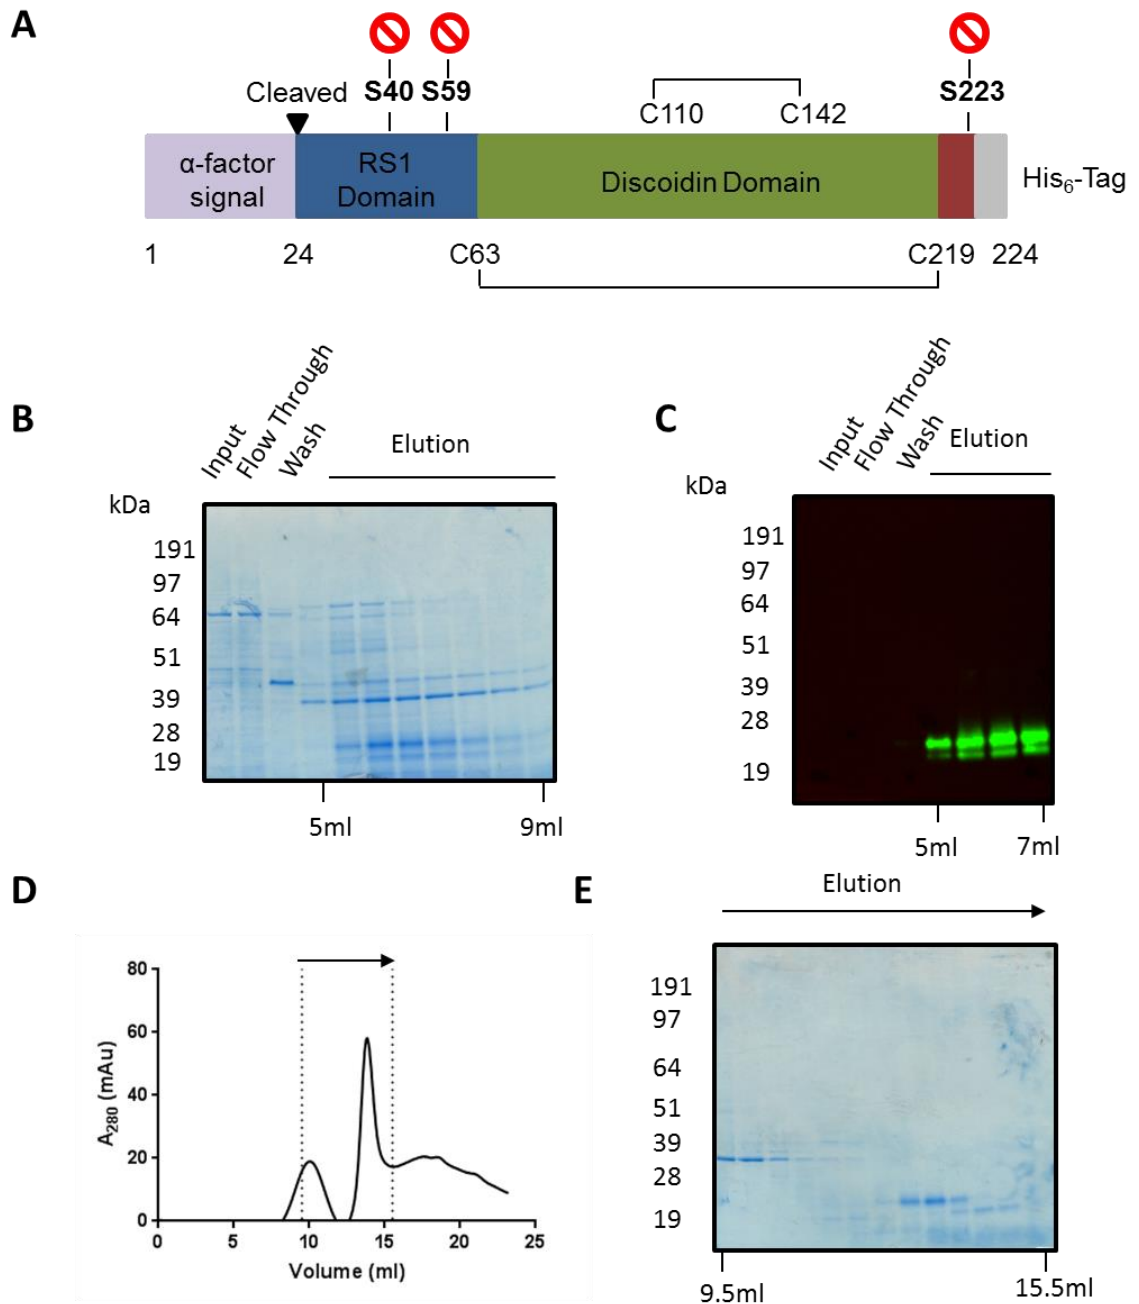 A
Cleaved S40 S59 S223
C110 C142
α-factor signal
RS1 Domain
Discoidin Domain
His₆-Tag
1 24 C63 C219 224
B
Input
Flow Through
Wash
Elution
kDa
191
97
64
51
39
28
19
5ml 9ml
C
Input
Flow Through
Wash
Elution
kDa
191
97
64
51
39
28
19
5ml 7ml
D
A₂₈₀ (mAu)
80
60
40
20
0
0 5 10 15 20 25
Volume (ml)
E
Elution
191
97
64
51
39
28
19
9.5ml 15.5ml